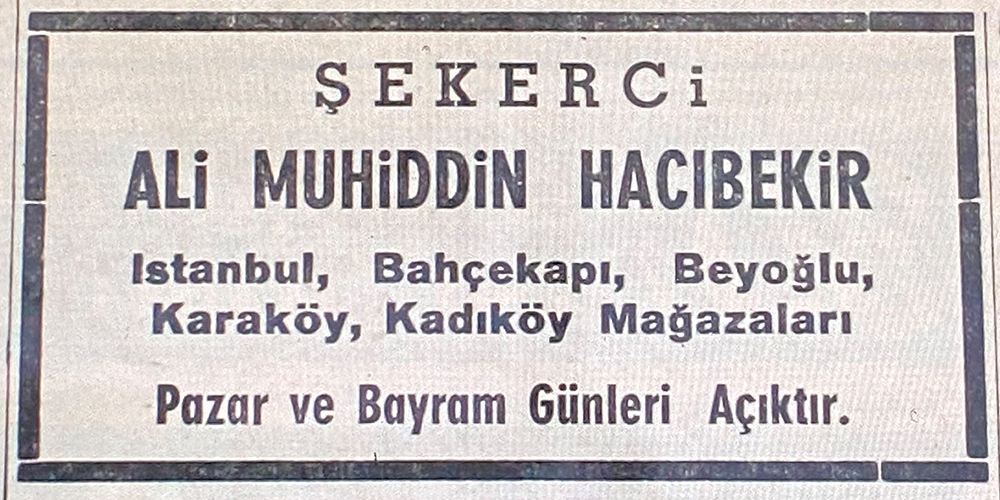 ŞEKERCi
ALi MUHiDDiN HACIBEKiR
Istanbul, Bahçekapı, Beyoğlu,
Karaköy, Kadıköy Mağazaları
Pazar ve Bayram Günleri Açıktır.